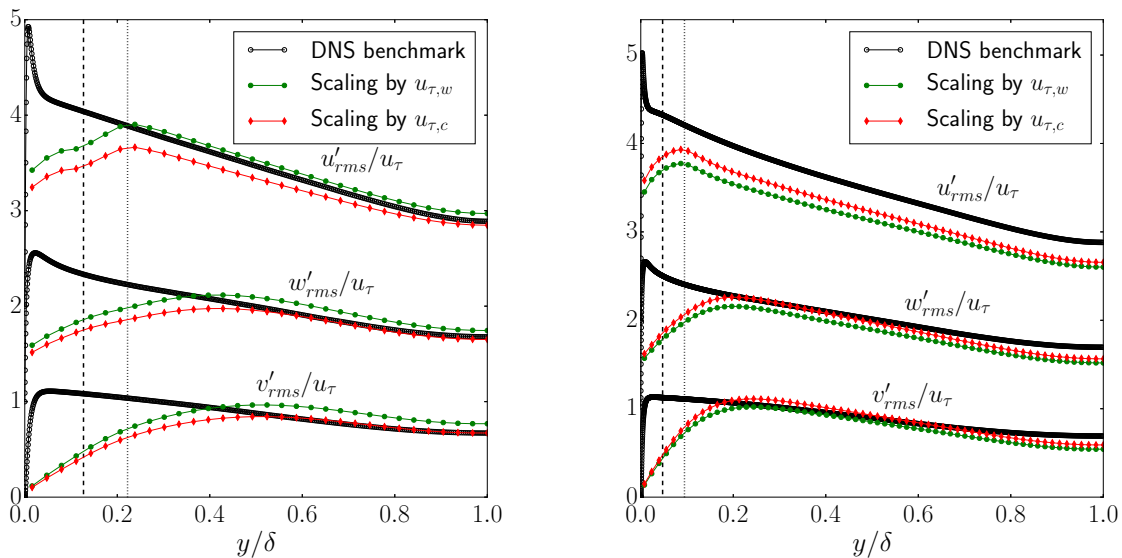 5
4
3
2
1
0
0.0 0.2 0.4 0.6 0.8 1.0
y/δ
DNS benchmark
Scaling by u_{τ,w}
Scaling by u_{τ,c}
u'_{rms}/u_τ
w'_{rms}/u_τ
v'_{rms}/u_τ
5
4
3
2
1
0
0.0 0.2 0.4 0.6 0.8 1.0
y/δ
DNS benchmark
Scaling by u_{τ,w}
Scaling by u_{τ,c}
u'_{rms}/u_τ
w'_{rms}/u_τ
v'_{rms}/u_τ